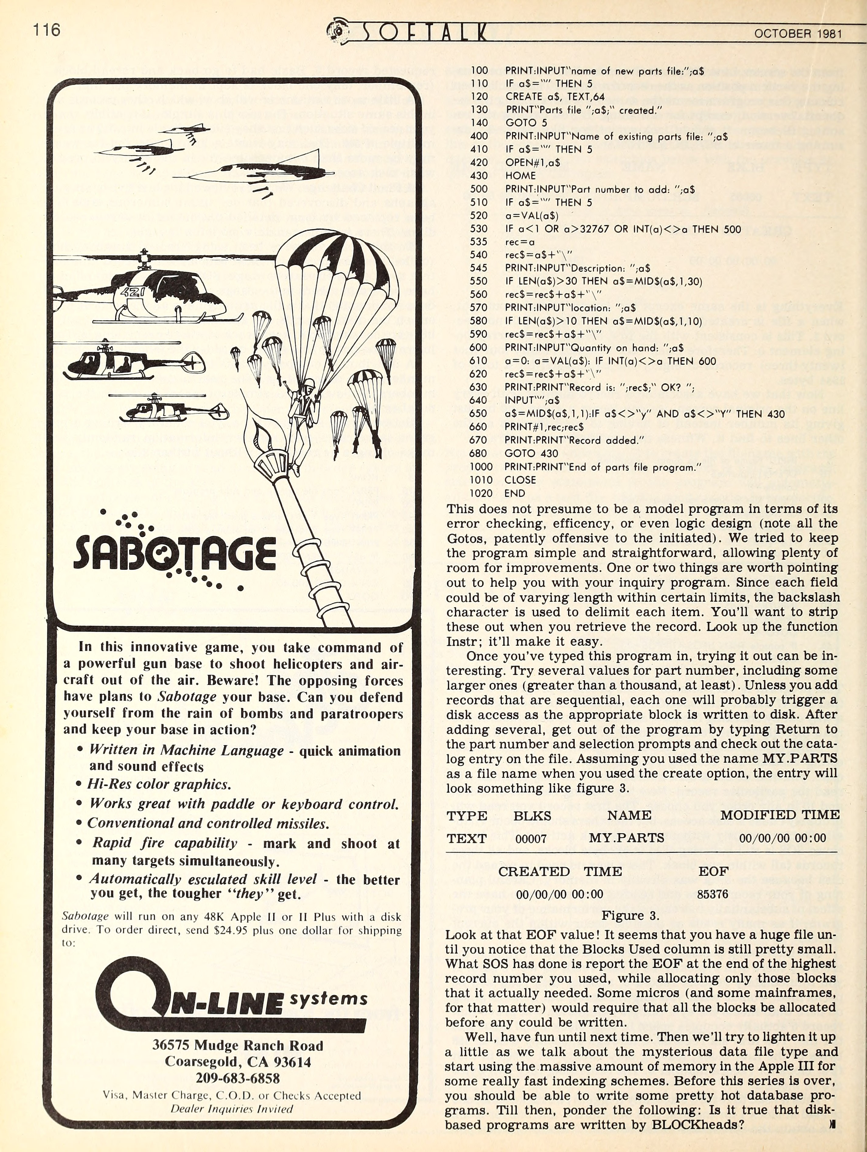 116
SOFTALK
OCTOBER 1981
421
SABOTAGE
In this innovative game, you take command of
a powerful gun base to shoot helicopters and air-
craft out of the air. Beware! The opposing forces
have plans to Sabotage your base. Can you defend
yourself from the rain of bombs and paratroopers
and keep your base in action?
• Written in Machine Language - quick animation
and sound effects
• Hi-Res color graphics.
• Works great with paddle or keyboard control.
• Conventional and controlled missiles.
• Rapid fire capability - mark and shoot at
many targets simultaneously.
• Automatically esculated skill level - the better
you get, the tougher “they” get.
Sabotage will run on any 48K Apple II or II Plus with a disk
drive. To order direct, send $24.95 plus one dollar for shipping
to:
ON-LINE systems
36575 Mudge Ranch Road
Coarsegold, CA 93614
209-683-6858
Visa, Master Charge, C.O.D. or Checks Accepted
Dealer Inquiries Invited
100 PRINT:INPUT"name of new parts file:";a$
110 IF a$="" THEN 5
120 CREATE a$, TEXT,64
130 PRINT"Parts file ";a$;" created."
140 GOTO 5
400 PRINT:INPUT"Name of existing parts file: ";a$
410 IF a$="" THEN 5
420 OPEN#1,a$
430 HOME
500 PRINT:INPUT"Part number to add: ";a$
510 IF a$="" THEN 5
520 a=VAL(a$)
530 IF a<1 OR a>32767 OR INT(a)<>a THEN 500
535 rec=a
540 rec$=a$+"\"
545 PRINT:INPUT"Description: ";a$
550 IF LEN(a$)>30 THEN a$=MID$(a$,1,30)
560 rec$=rec$+a$+"\"
570 PRINT:INPUT"location: ";a$
580 IF LEN(a$)>10 THEN a$=MID$(a$,1,10)
590 rec$=rec$+a$+"\"
600 PRINT:INPUT"Quantity on hand: ";a$
610 a=0: a=VAL(a$): IF INT(a)<>a THEN 600
620 rec$=rec$+a$+"\"
630 PRINT:PRINT"Record is: ";rec$;" OK? ";
640 INPUT"";a$
650 a$=MID$(a$,1,1):IF a$<>"y" AND a$<>"Y" THEN 430
660 PRINT#1,rec;rec$
670 PRINT:PRINT"Record added."
680 GOTO 430
1000 PRINT:PRINT"End of parts file program."
1010 CLOSE
1020 END
This does not presume to be a model program in terms of its
error checking, efficency, or even logic design (note all the
Gotos, patently offensive to the initiated). We tried to keep
the program simple and straightforward, allowing plenty of
room for improvements. One or two things are worth pointing
out to help you with your inquiry program. Since each field
could be of varying length within certain limits, the backslash
character is used to delimit each item. You'll want to strip
these out when you retrieve the record. Look up the function
Instr; it'll make it easy.
Once you've typed this program in, trying it out can be in-
teresting. Try several values for part number, including some
larger ones (greater than a thousand, at least). Unless you add
records that are sequential, each one will probably trigger a
disk access as the appropriate block is written to disk. After
adding several, get out of the program by typing Return to
the part number and selection prompts and check out the cata-
log entry on the file. Assuming you used the name MY.PARTS
as a file name when you used the create option, the entry will
look something like figure 3.
TYPE BLKS NAME MODIFIED TIME
TEXT 00007 MY.PARTS 00/00/00 00:00
CREATED TIME EOF
00/00/00 00:00 85376
Figure 3.
Look at that EOF value! It seems that you have a huge file un-
til you notice that the Blocks Used column is still pretty small.
What SOS has done is report the EOF at the end of the highest
record number you used, while allocating only those blocks
that it actually needed. Some micros (and some mainframes,
for that matter) would require that all the blocks be allocated
before any could be written.
Well, have fun until next time. Then we'll try to lighten it up
a little as we talk about the mysterious data file type and
start using the massive amount of memory in the Apple III for
some really fast indexing schemes. Before this series is over,
you should be able to write some pretty hot database pro-
grams. Till then, ponder the following: Is it true that disk-
based programs are written by BLOCKheads?